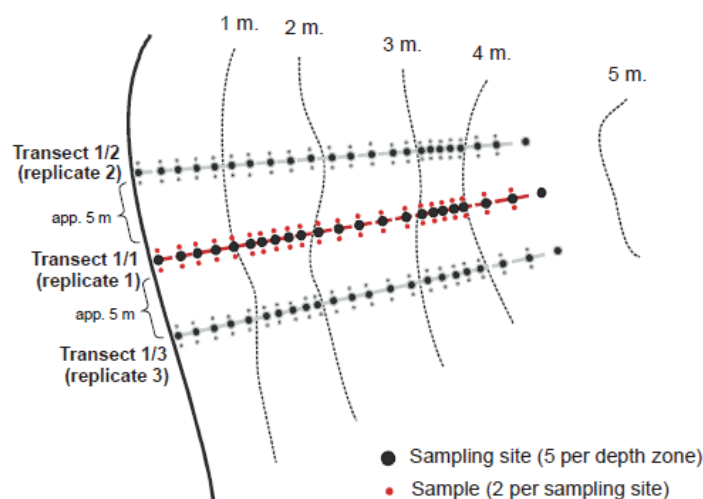 1 m.
2 m.
3 m.
4 m.
5 m.
Transect 1/2
(replicate 2)
app. 5 m
Transect 1/1
(replicate 1)
app. 5 m
Transect 1/3
(replicate 3)
Sampling site (5 per depth zone)
Sample (2 per sampling site)